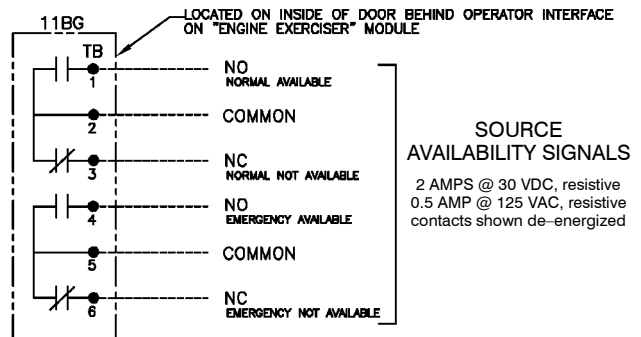 LOCATED ON INSIDE OF DOOR BEHIND OPERATOR INTERFACE
ON "ENGINE EXERCISER" MODULE
11BG
TB
1
NO
NORMAL AVAILABLE
2
COMMON
3
NC
NORMAL NOT AVAILABLE
4
NO
EMERGENCY AVAILABLE
5
COMMON
6
NC
EMERGENCY NOT AVAILABLE
SOURCE
AVAILABILITY SIGNALS
2 AMPS @ 30 VDC, resistive
0.5 AMP @ 125 VAC, resistive
contacts shown de–energized